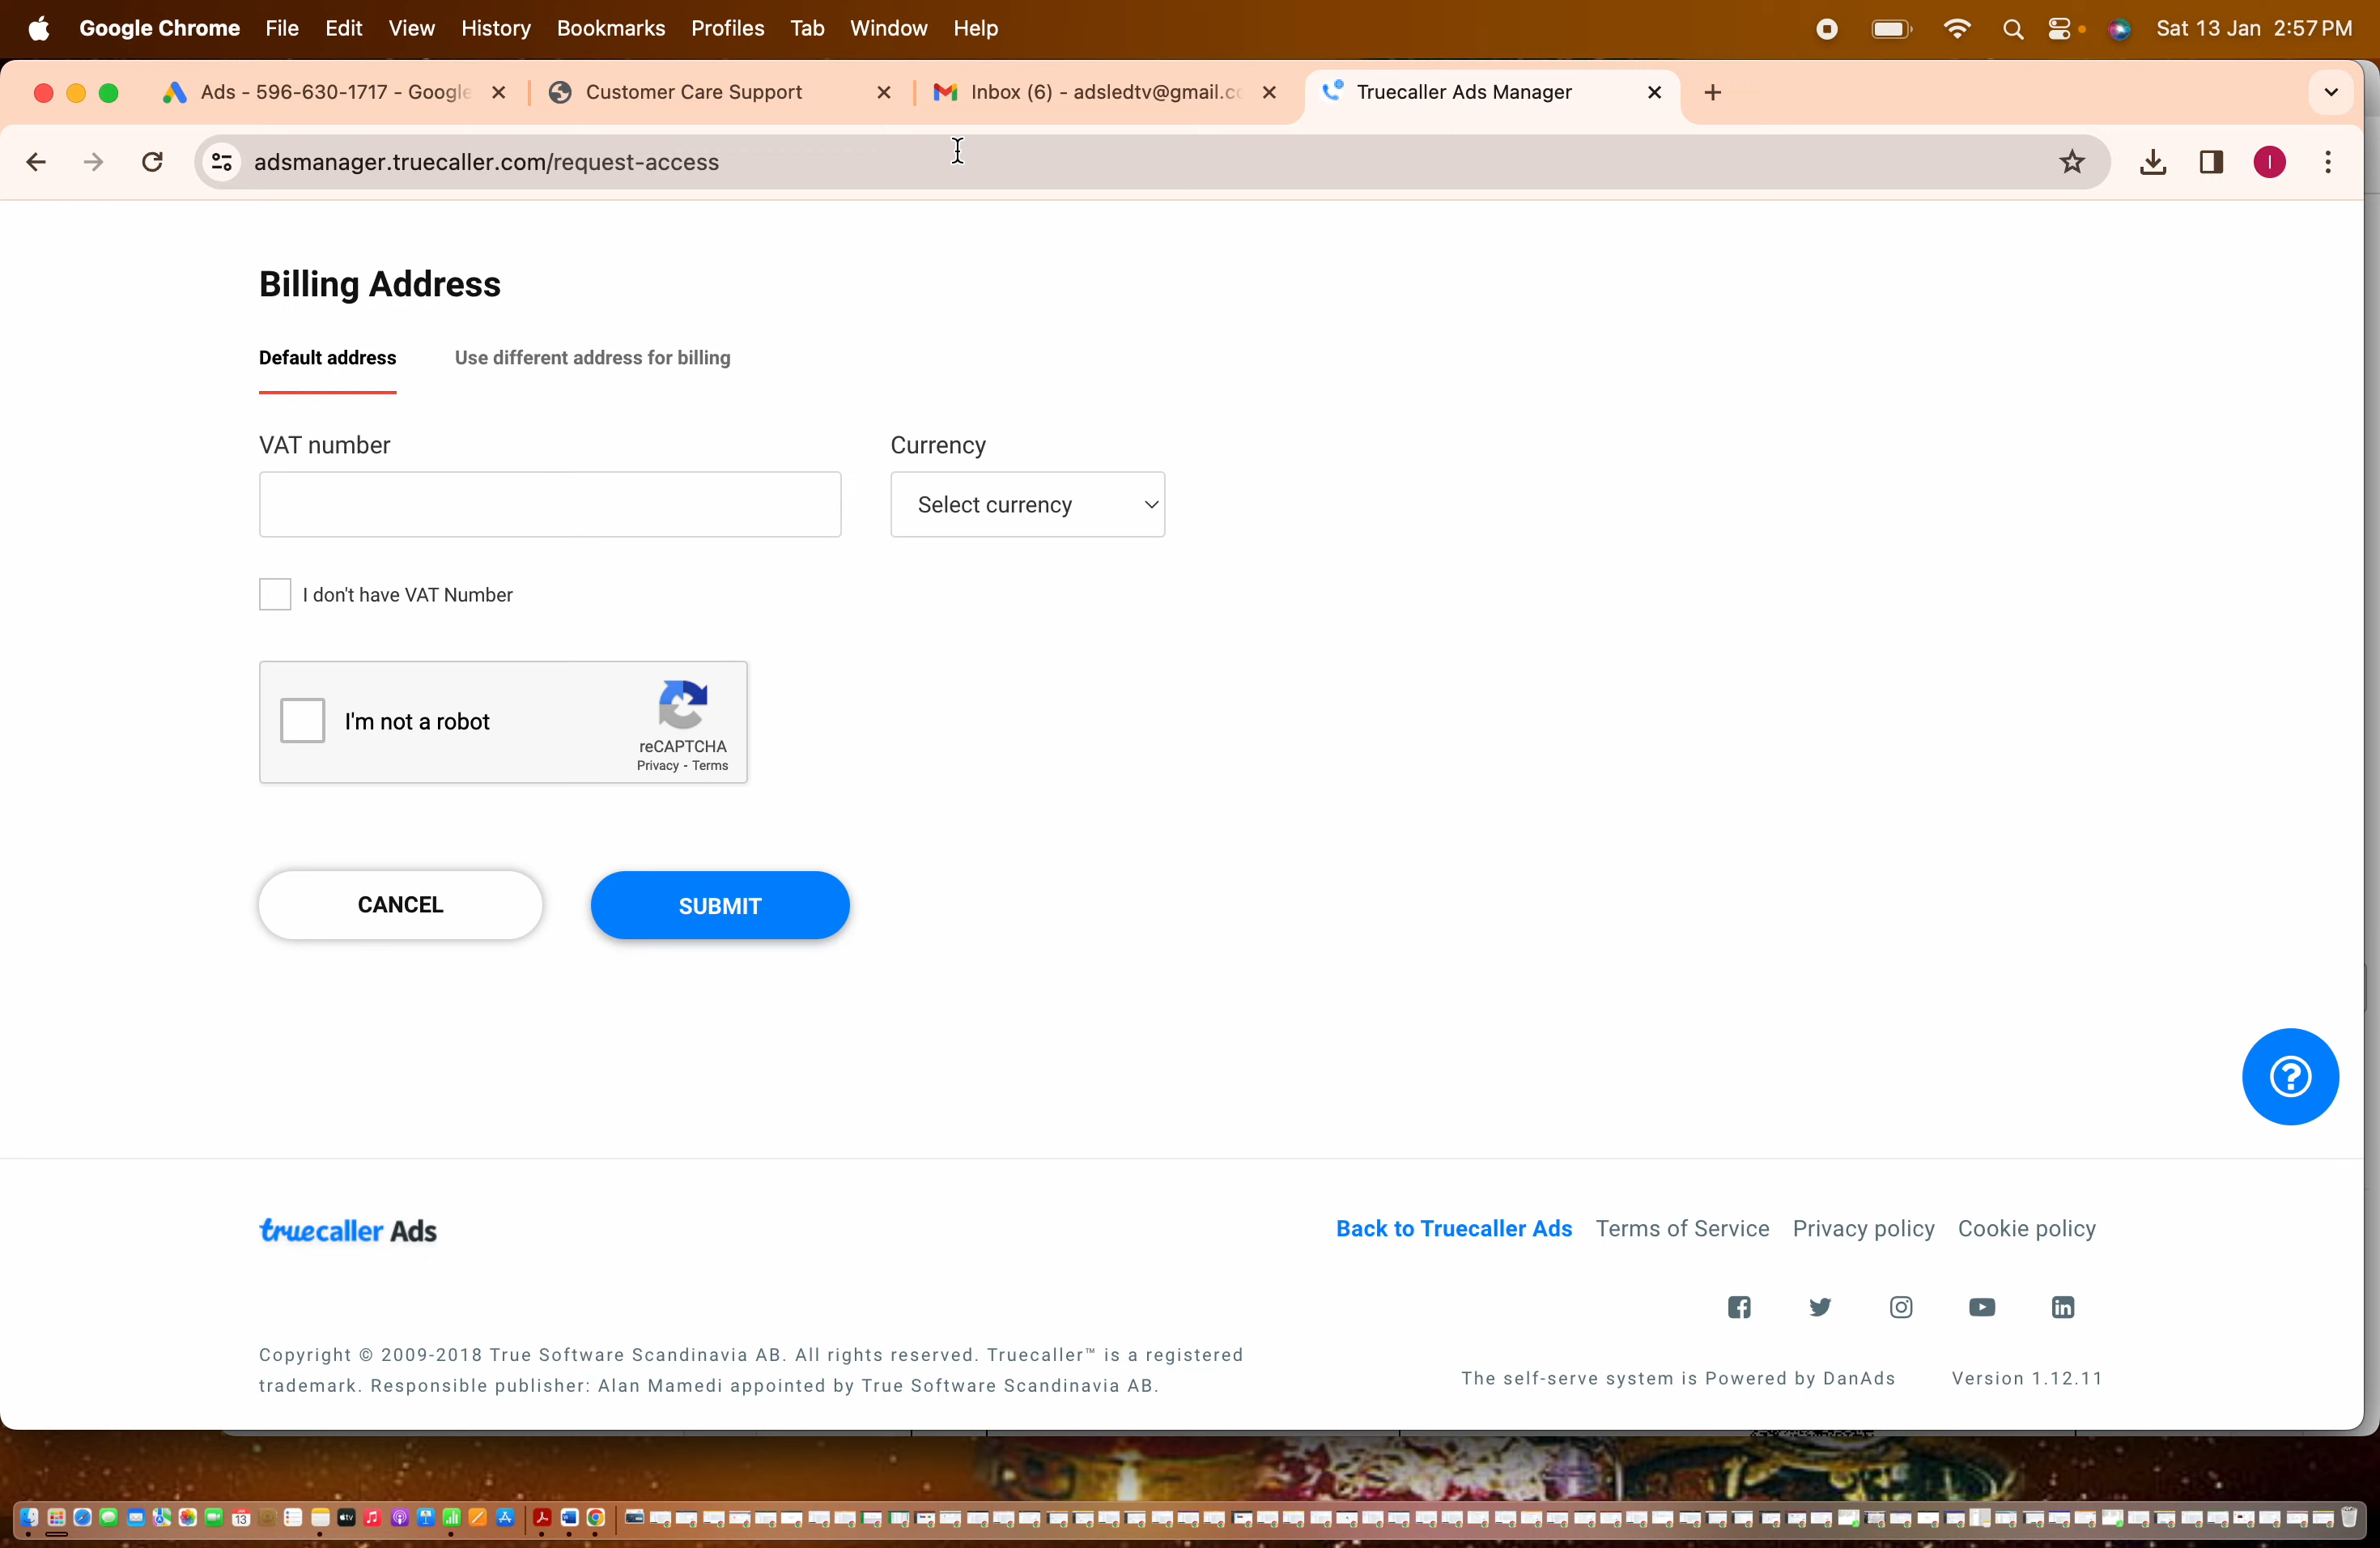 Google Chrome File Edit View History Bookmarks Profiles Tab Window Help Sat 13 Jan 2:57 PM
Ads - 596-630-1717 - Google Customer Care Support Inbox (6) - adsledtv@gmail.co Truecaller Ads Manager
adsmanager.truecaller.com/request-access I
Billing Address
Default address Use different address for billing
VAT number Currency
Select currency
I don't have VAT Number
I'm not a robot
reCAPTCHA
Privacy - Terms
CANCEL SUBMIT
truecaller Ads Back to Truecaller Ads Terms of Service Privacy policy Cookie policy
Copyright © 2009-2018 True Software Scandinavia AB. All rights reserved. Truecaller™ is a registered
trademark. Responsible publisher: Alan Mamedi appointed by True Software Scandinavia AB.
The self-serve system is Powered by DanAds Version 1.12.11
13
tv